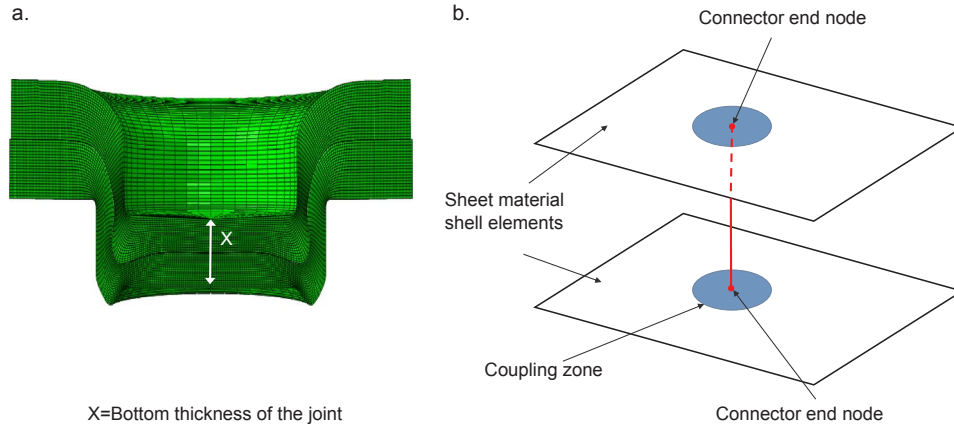 a.
X
X=Bottom thickness of the joint
b.
Connector end node
Sheet material
shell elements
Coupling zone
Connector end node